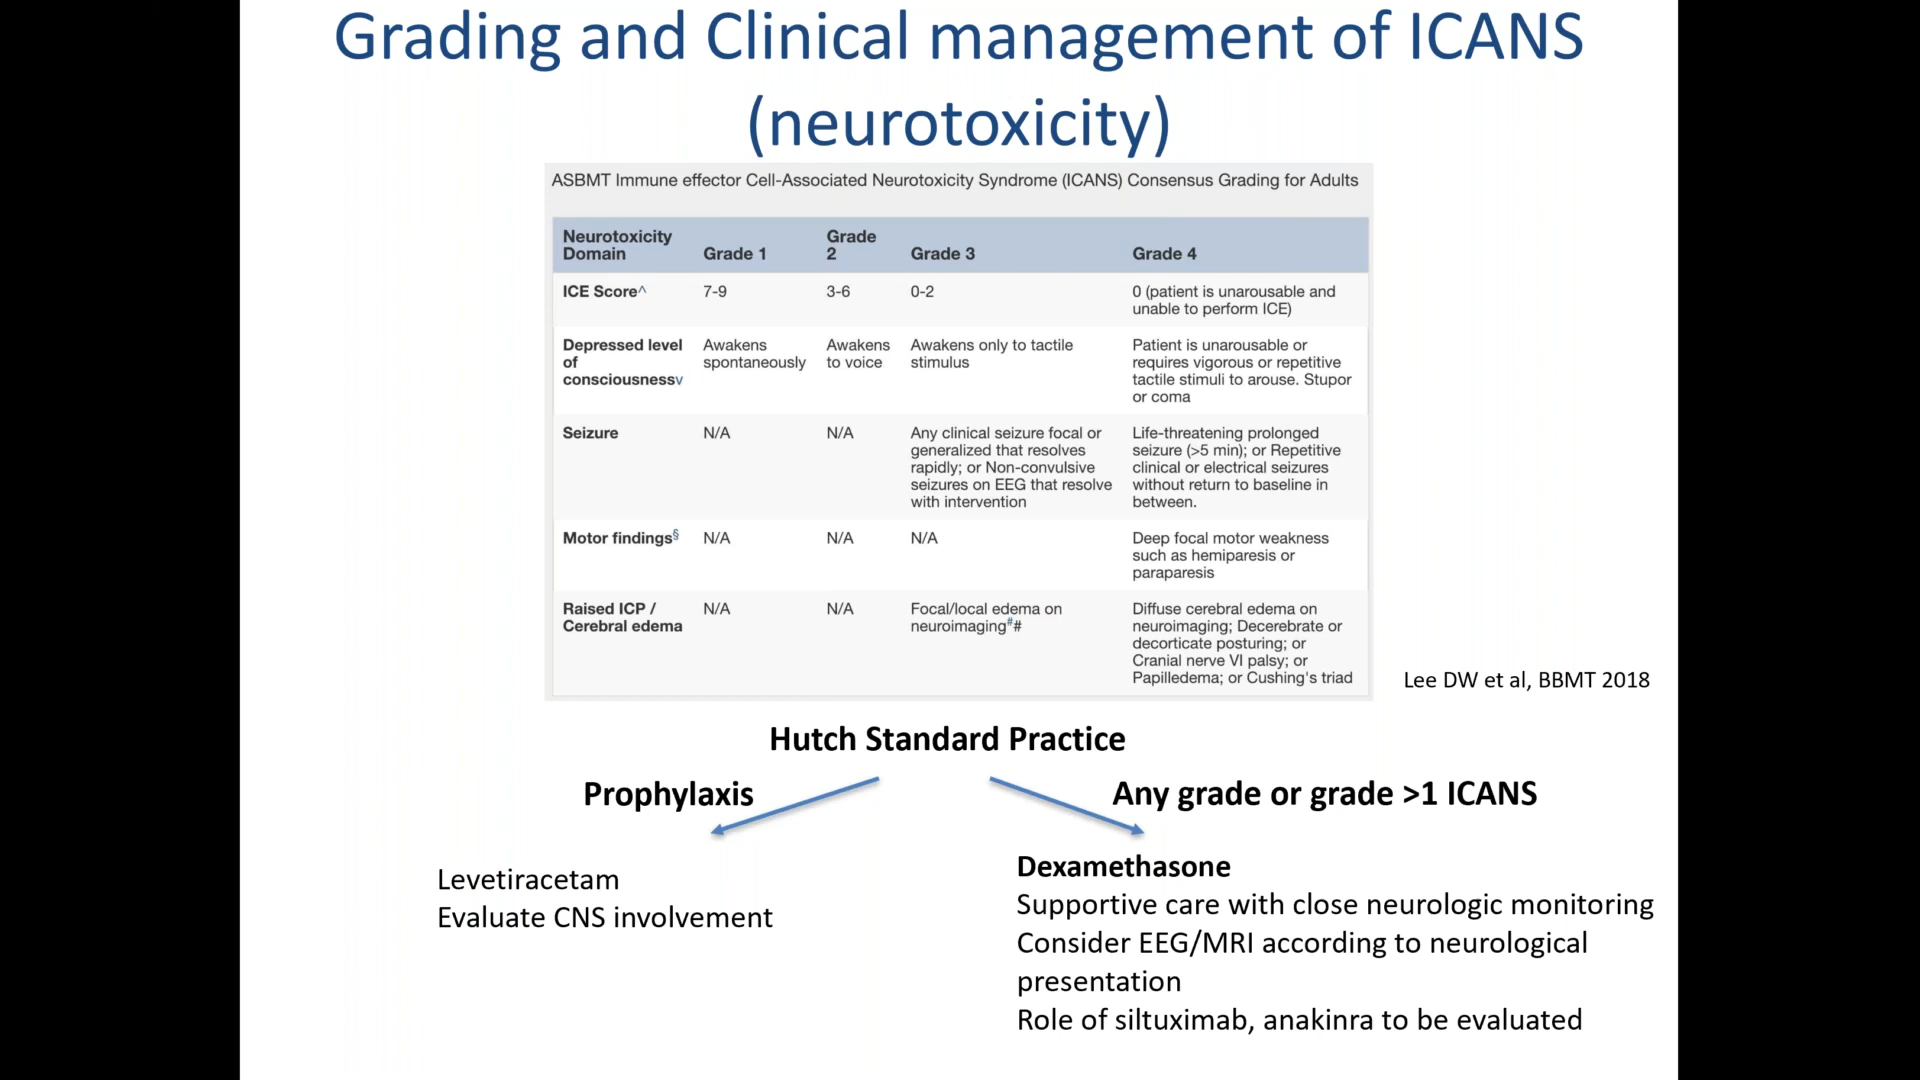 Grading and Clinical management of ICANS
(neurotoxicity)
ASBMT Immune effector Cell-Associated Neurotoxicity Syndrome (ICANS) Consensus Grading for Adults
Neurotoxicity Domain Grade 1 Grade 2 Grade 3 Grade 4
ICE Score^ 7-9 3-6 0-2 0 (patient is unarousable and unable to perform ICE)
Depressed level of consciousnessv Awakens spontaneously Awakens to voice Awakens only to tactile stimulus Patient is unarousable or requires vigorous or repetitive tactile stimuli to arouse. Stupor or coma
Seizure N/A N/A Any clinical seizure focal or generalized that resolves rapidly; or Non-convulsive seizures on EEG that resolve with intervention Life-threatening prolonged seizure (>5 min); or Repetitive clinical or electrical seizures without return to baseline in between.
Motor findings§ N/A N/A N/A Deep focal motor weakness such as hemiparesis or paraparesis
Raised ICP / Cerebral edema N/A N/A Focal/local edema on neuroimaging## Diffuse cerebral edema on neuroimaging; Decerebrate or decorticate posturing; or Cranial nerve VI palsy; or Papilledema; or Cushing's triad
Lee DW et al, BBMT 2018
Hutch Standard Practice
Prophylaxis
Levetiracetam
Evaluate CNS involvement
Any grade or grade >1 ICANS
Dexamethasone
Supportive care with close neurologic monitoring
Consider EEG/MRI according to neurological
presentation
Role of siltuximab, anakinra to be evaluated